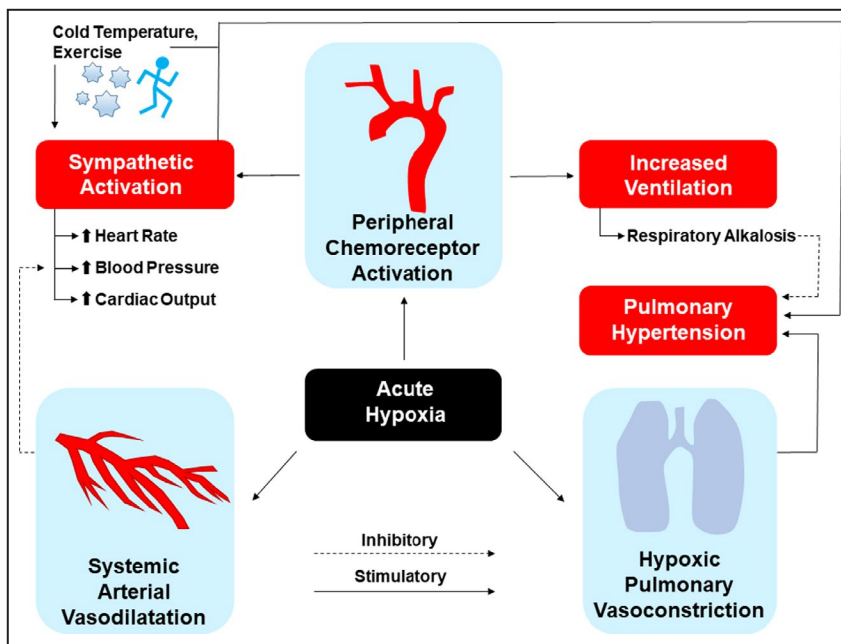 Cold Temperature,
Exercise
Sympathetic
Activation
⬆ Heart Rate
⬆ Blood Pressure
⬆ Cardiac Output
Peripheral
Chemoreceptor
Activation
Increased
Ventilation
Respiratory Alkalosis
Pulmonary
Hypertension
Acute
Hypoxia
Systemic
Arterial
Vasodilatation
Inhibitory
Stimulatory
Hypoxic
Pulmonary
Vasoconstriction